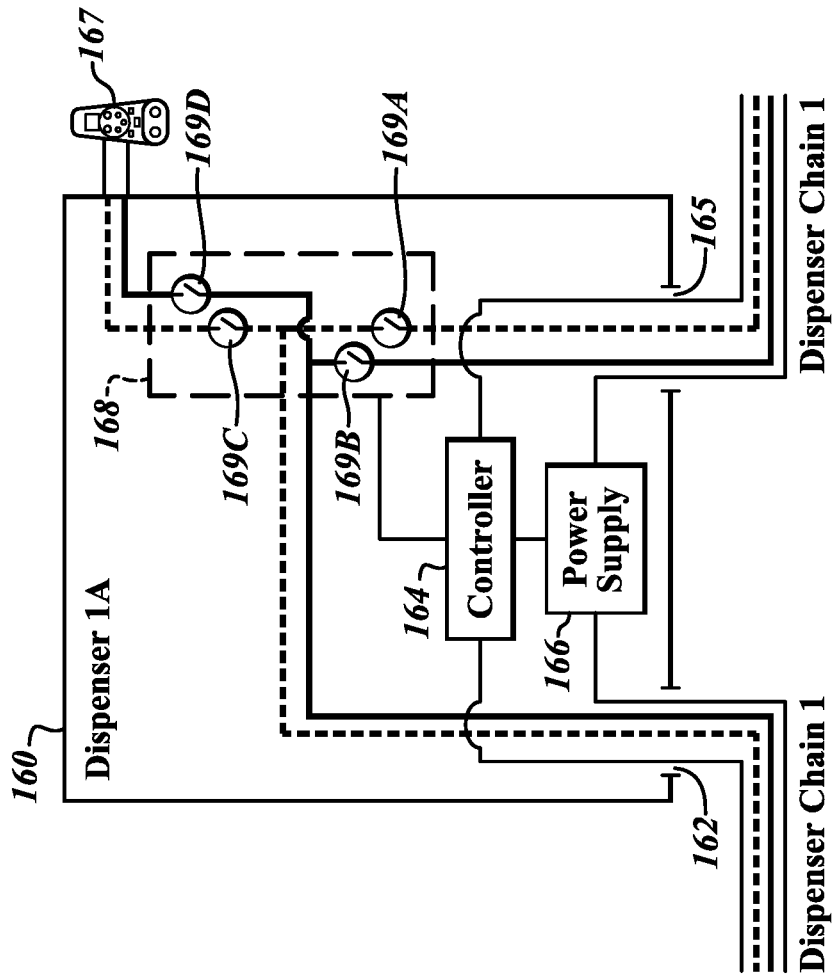 160
Dispenser 1A
167
169D
168
169C
169A
169B
164
Controller
166
Power
Supply
162
165
Dispenser Chain 1
Dispenser Chain 1